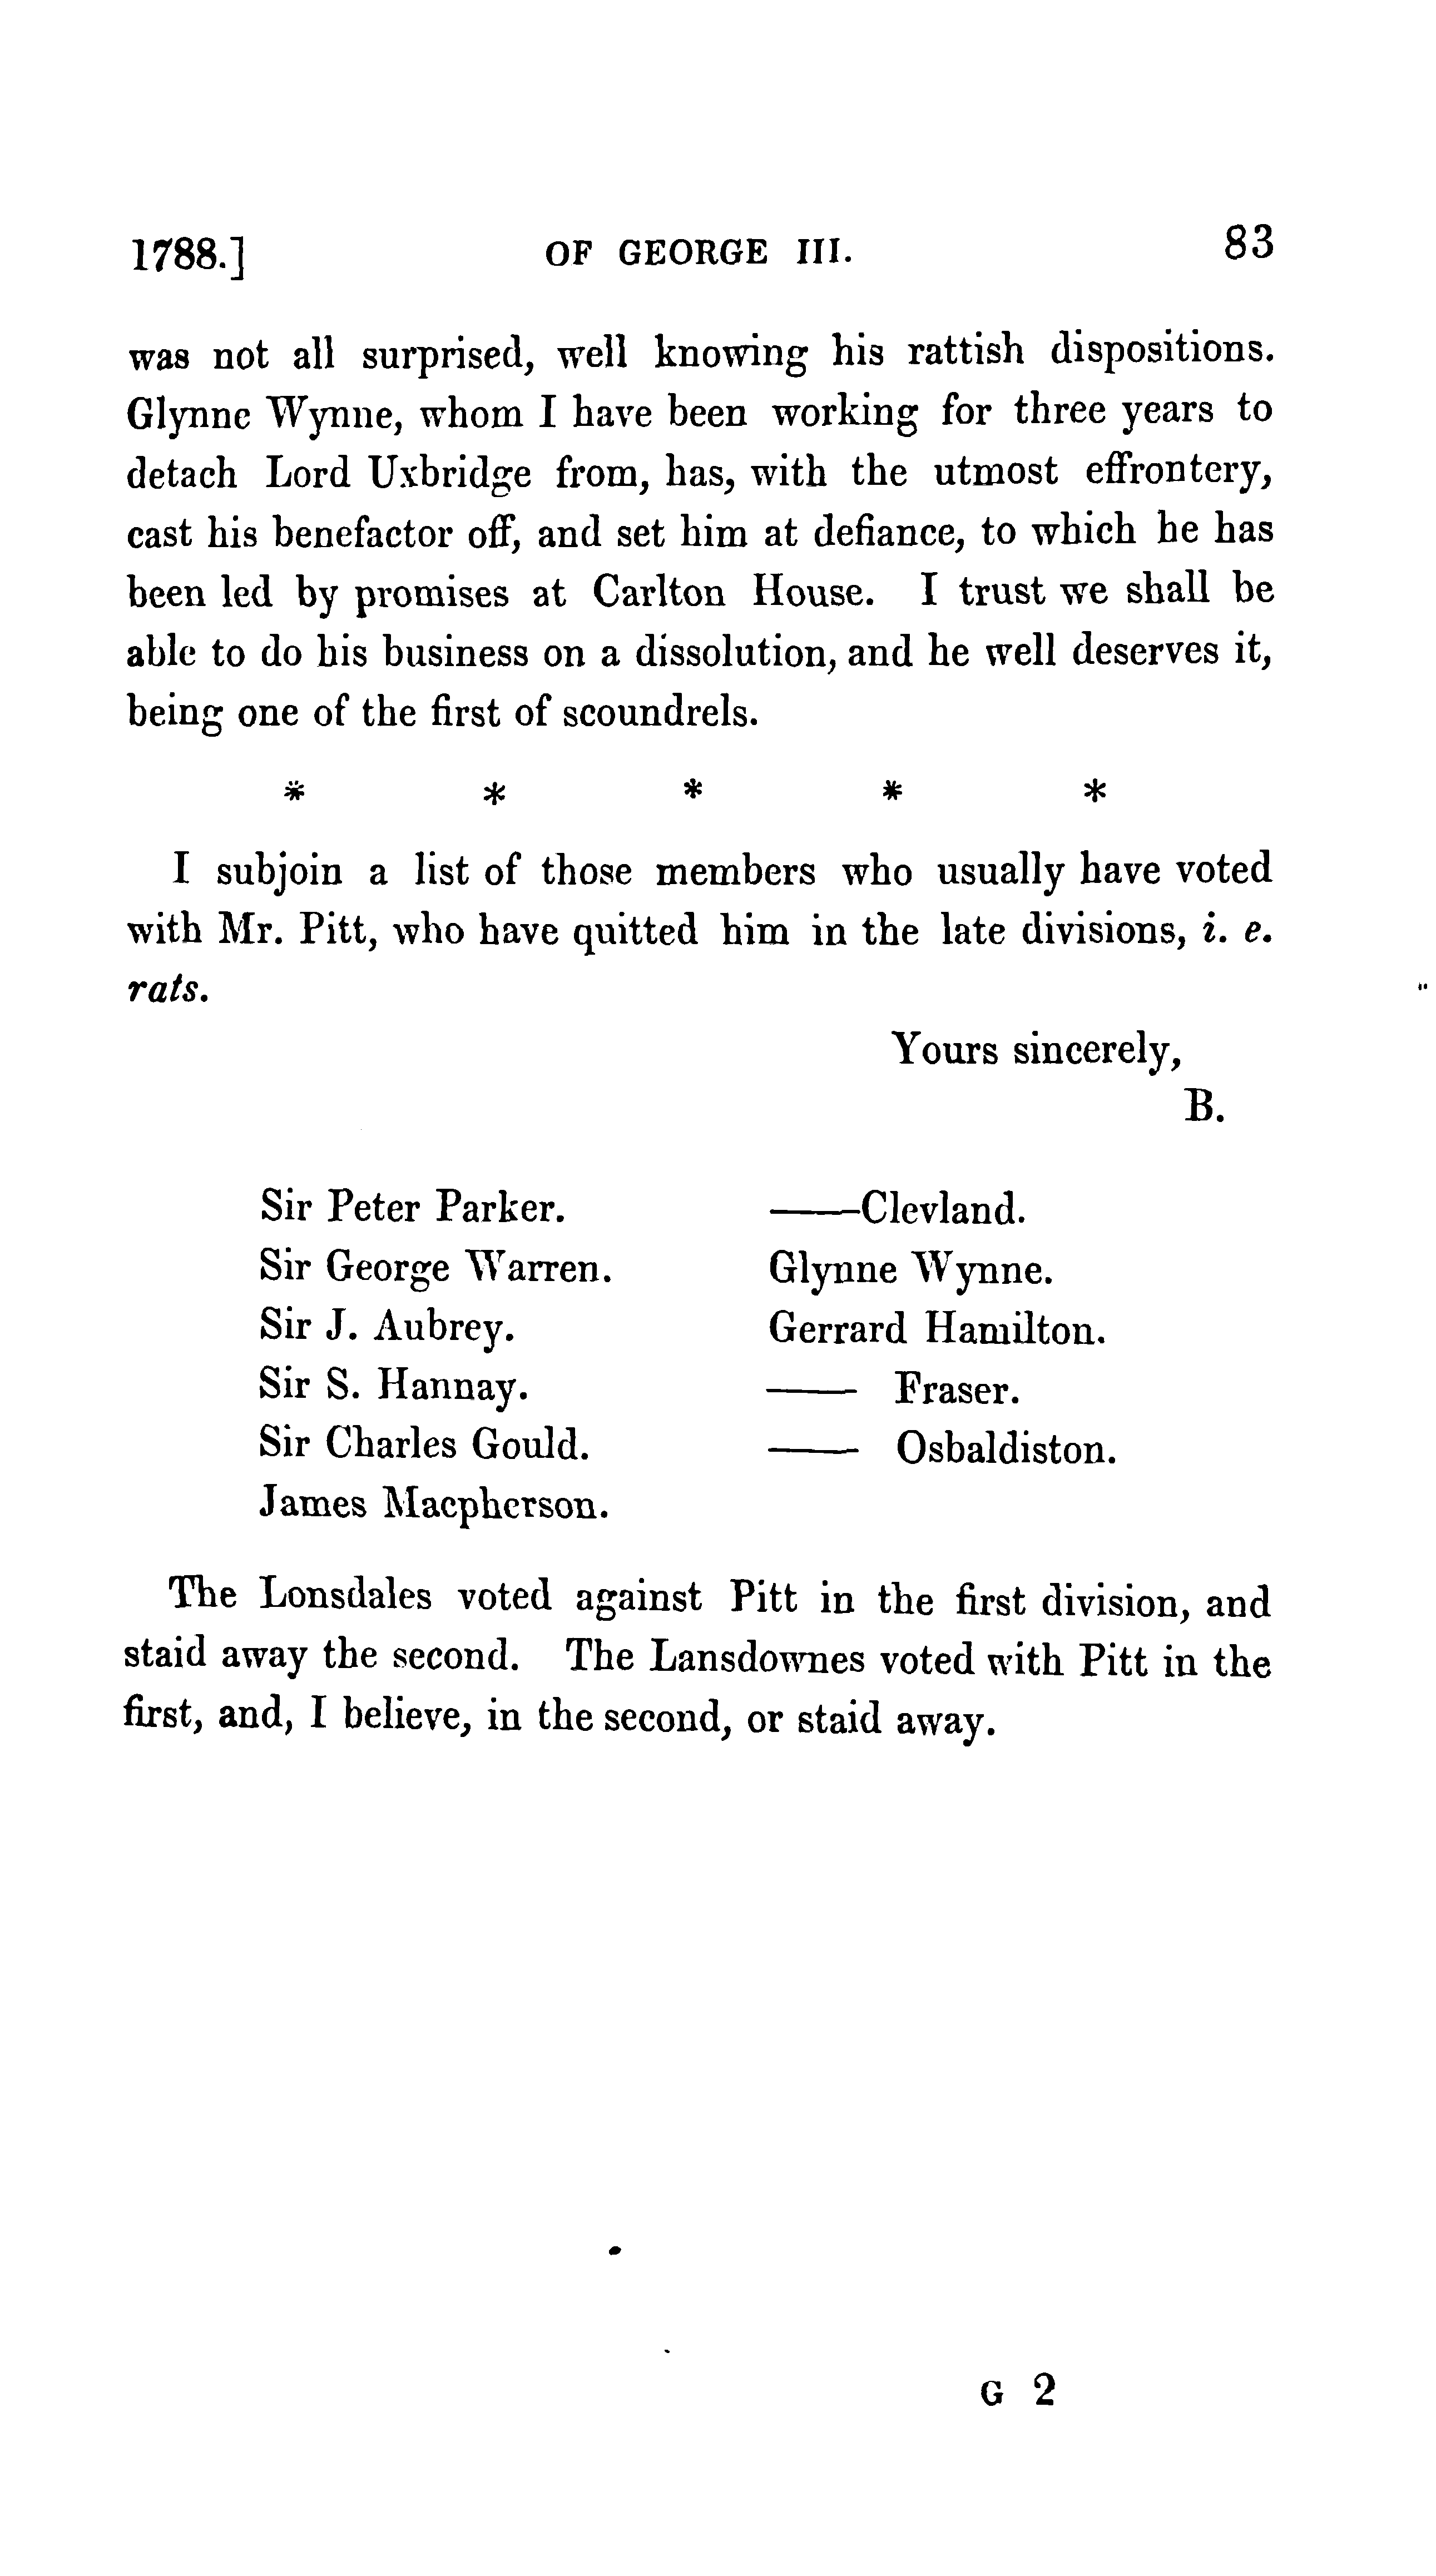 1788.] OF GEORGE III. 83
was not all surprised, well knowing his rattish dispositions.
Glynne Wynne, whom I have been working for three years to
detach Lord Uxbridge from, has, with the utmost effrontery,
cast his benefactor off, and set him at defiance, to which he has
been led by promises at Carlton House. I trust we shall be
able to do his business on a dissolution, and he well deserves it,
being one of the first of scoundrels.
* * * * *
I subjoin a list of those members who usually have voted
with Mr. Pitt, who have quitted him in the late divisions, i. e.
rats.
Yours sincerely,
B.
Sir Peter Parker. ——Clevland.
Sir George Warren. Glynne Wynne.
Sir J. Aubrey. Gerrard Hamilton.
Sir S. Hannay. —— Fraser.
Sir Charles Gould. —— Osbaldiston.
James Macpherson.
The Lonsdales voted against Pitt in the first division, and
staid away the second. The Lansdownes voted with Pitt in the
first, and, I believe, in the second, or staid away.
G 2